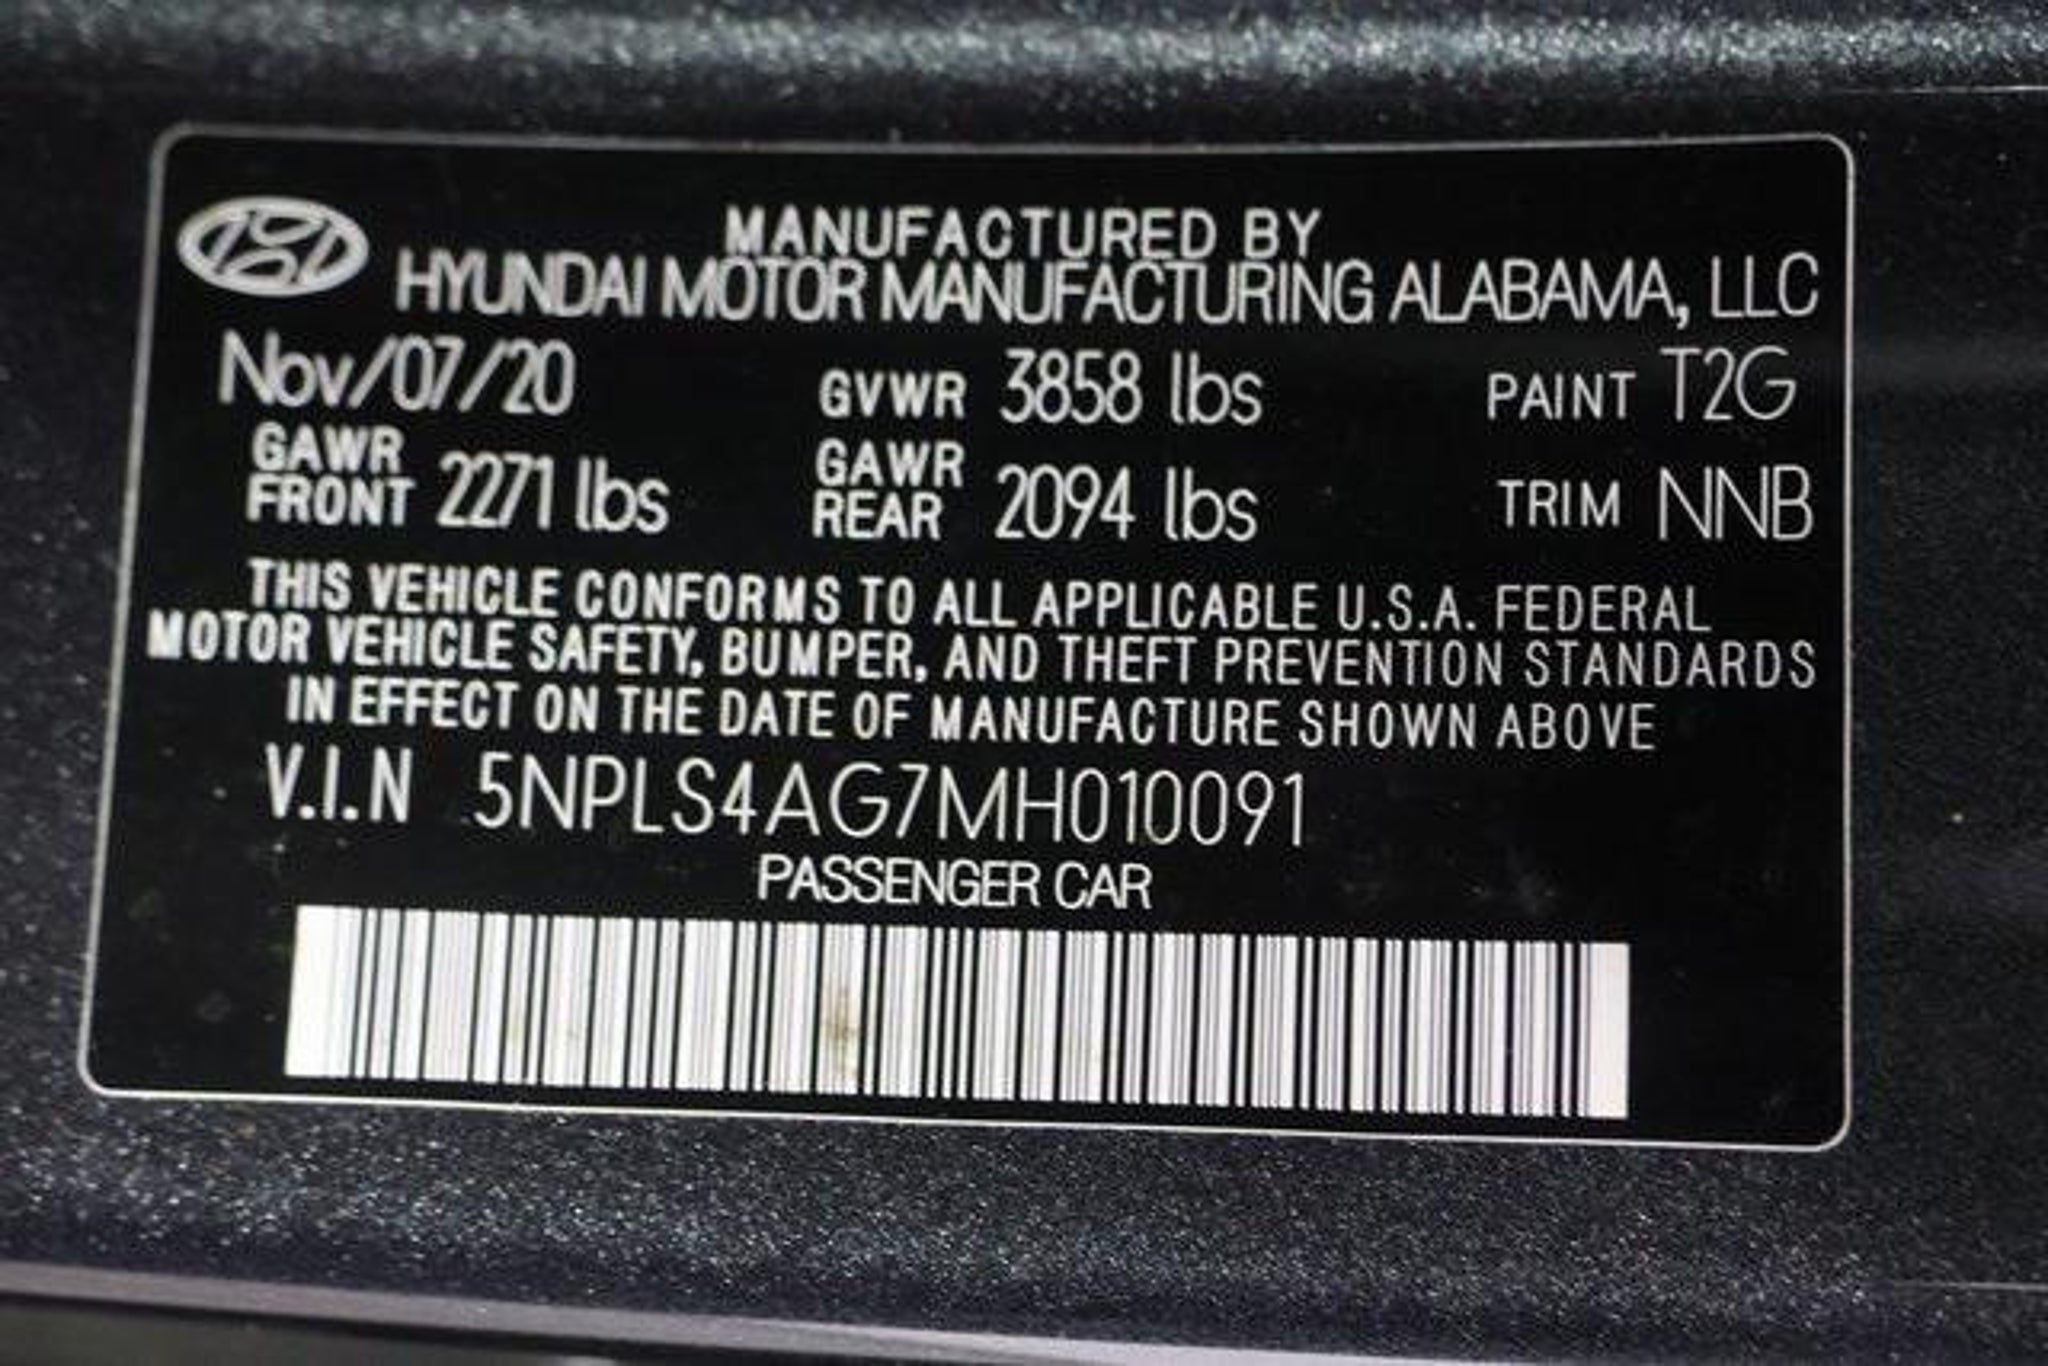 MANUFACTURED BY
HYUNDAI MOTOR MANUFACTURING ALABAMA, LLC
Nov/07/20 GVWR 3858 lbs PAINT T2G
GAWR FRONT 2271 lbs GAWR REAR 2094 lbs TRIM NNB
THIS VEHICLE CONFORMS TO ALL APPLICABLE U.S.A. FEDERAL
MOTOR VEHICLE SAFETY, BUMPER, AND THEFT PREVENTION STANDARDS
IN EFFECT ON THE DATE OF MANUFACTURE SHOWN ABOVE
V.I.N 5NPLS4AG7MH010091
PASSENGER CAR